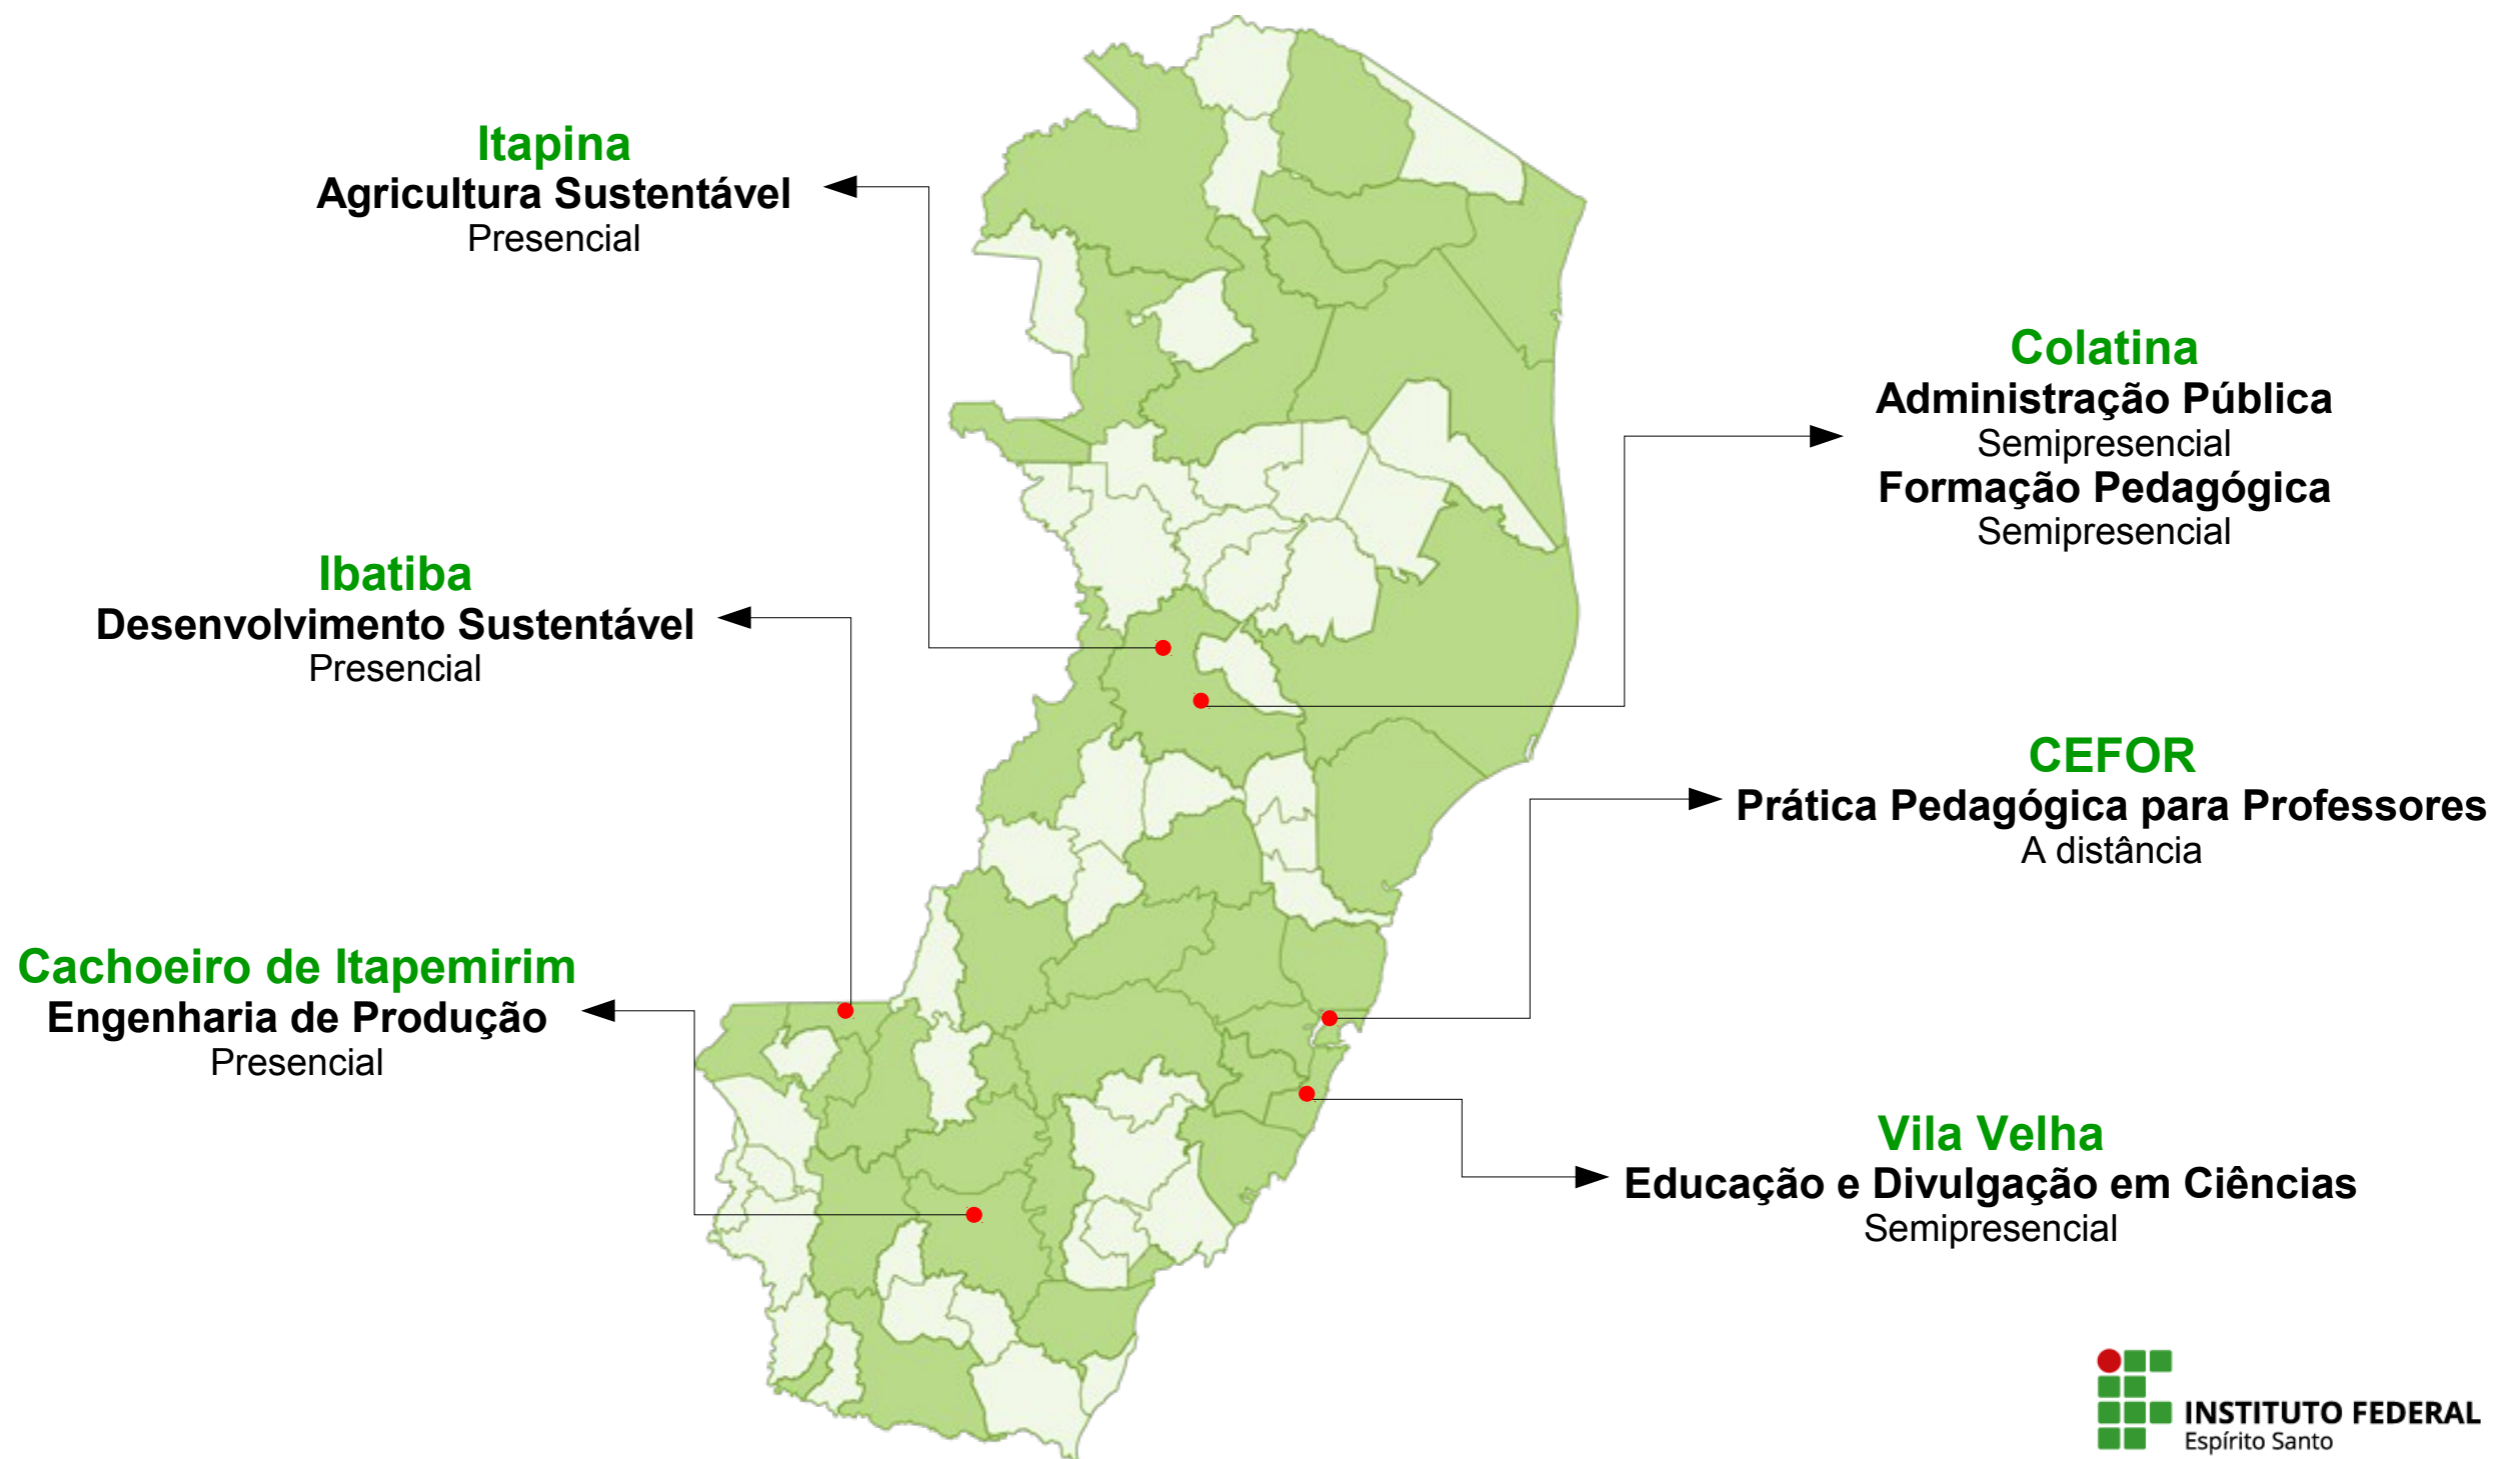 Itapina
Agricultura Sustentável
Presencial
Ibatiba
Desenvolvimento Sustentável
Presencial
Cachoeiro de Itapemirim
Engenharia de Produção
Presencial
Colatina
Administração Pública
Semipresencial
Formação Pedagógica
Semipresencial
CEFOR
Prática Pedagógica para Professores
A distância
Vila Velha
Educação e Divulgação em Ciências
Semipresencial
INSTITUTO FEDERAL
Espírito Santo